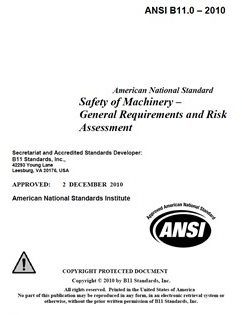 ANSI B11.0 – 2010
American National Standard
Safety of Machinery –
General Requirements and Risk
Assessment
Secretariat and Accredited Standards Developer:
B11 Standards, Inc.,
42293 Young Lane
Leesburg, VA 20176, USA
APPROVED: 2 DECEMBER 2010
American National Standards Institute
Approved American National Standard
ANSI
COPYRIGHT PROTECTED DOCUMENT
Copyright © 2010 by B11 Standards, Inc.
All rights reserved. Printed in the United States of America
No part of this publication may be reproduced in any form, in an electronic retrieval system or
otherwise, without the prior written permission of B11 Standards, Inc.